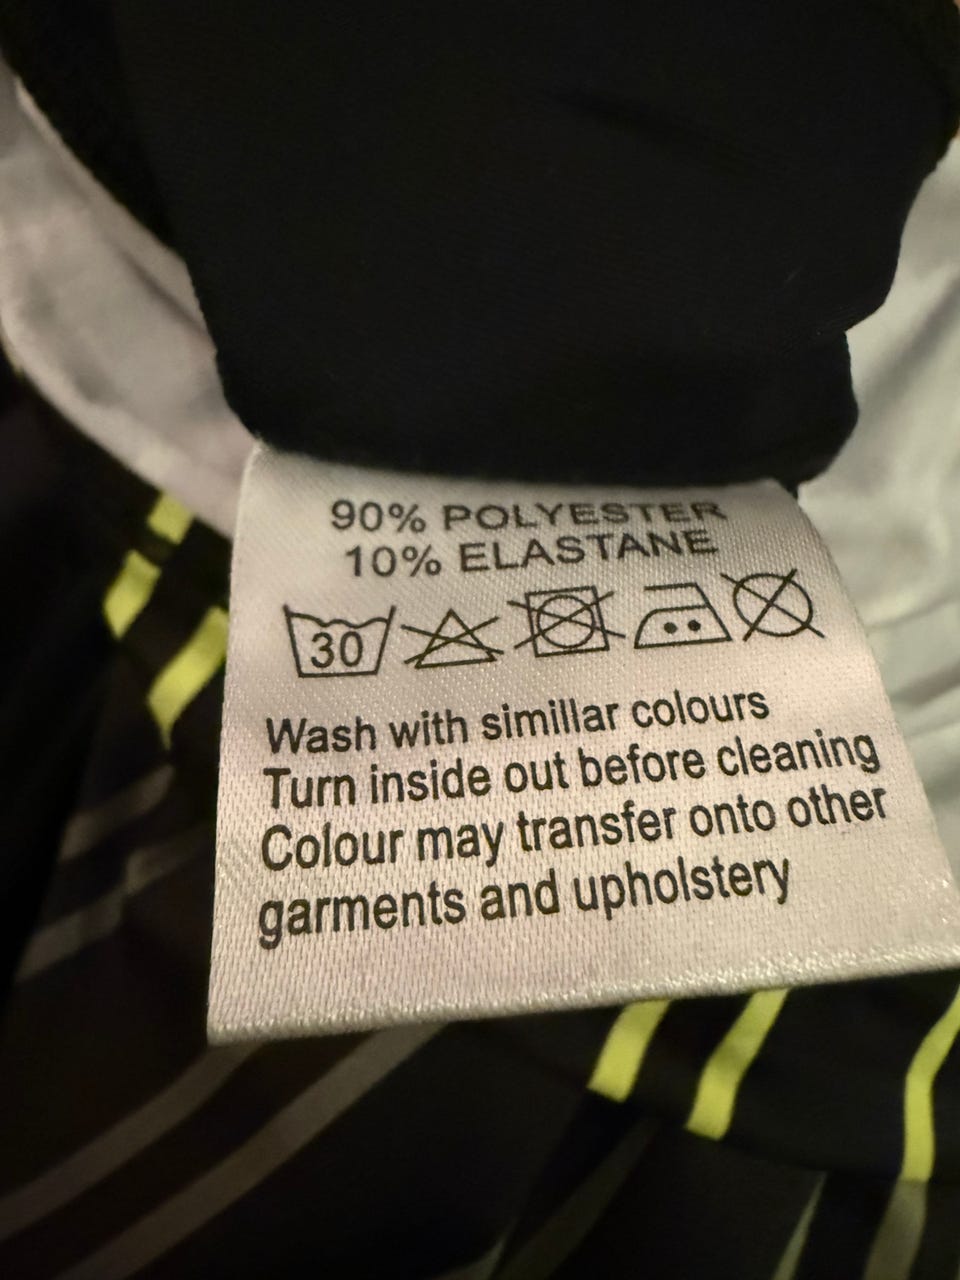 90% POLYESTER
10% ELASTANE
30
Wash with simillar colours
Turn inside out before cleaning
Colour may transfer onto other
garments and upholstery